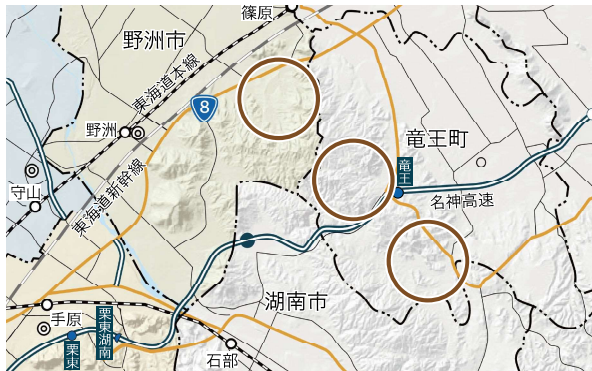 篠原
野洲市
東海道本線
8
野洲
竜王町
竜王
守山
東海道新幹線
名神高速
湖南市
手原
栗東湖南
栗東
石部